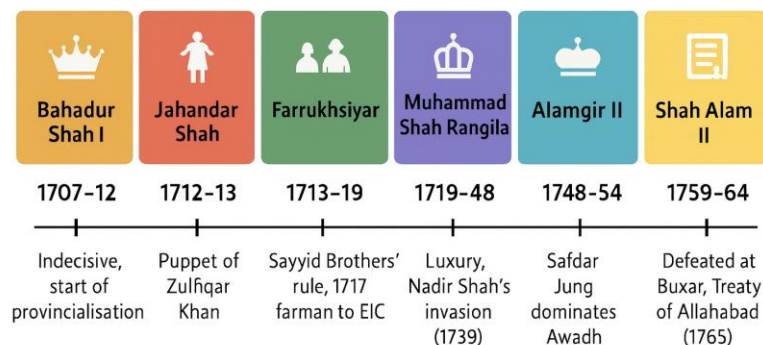 Bahadur
Shah I
Jahandar
Shah
Farrukhsiyar
Muhammad
Shah Rangila
Alamgir II
Shah Alam
II
1707–12
1712–13
1713–19
1719–48
1748–54
1759–64
Indecisive,
start of
provincialisation
Puppet of
Zulfiqar
Khan
Sayyid Brothers'
rule, 1717
farman to EIC
Luxury,
Nadir Shah's
invasion
(1739)
Safdar
Jung
dominates
Awadh
Defeated at
Buxar, Treaty
of Allahabad
(1765)